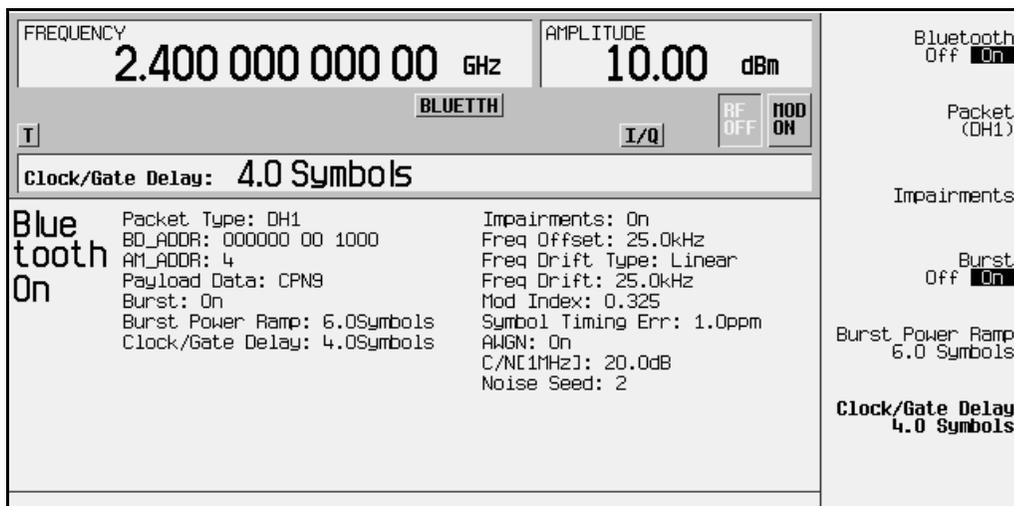 FREQUENCY
2.400 000 000 00 GHz
AMPLITUDE
10.00 dBm
BLUETTH
T
I/Q
RF
OFF
MOD
ON
Clock/Gate Delay: 4.0 Symbols
Blue
tooth
On
Packet Type: DH1
BD_ADDR: 000000 00 1000
AM_ADDR: 4
Payload Data: CPN9
Burst: On
Burst Power Ramp: 6.0Symbols
Clock/Gate Delay: 4.0Symbols
Impairments: On
Freq Offset: 25.0kHz
Freq Drift Type: Linear
Freq Drift: 25.0kHz
Mod Index: 0.325
Symbol Timing Err: 1.0ppm
AWGN: On
C/N[1MHz]: 20.0dB
Noise Seed: 2
Bluetooth
Off On
Packet
(DH1)
Impairments
Burst
Off On
Burst Power Ramp
6.0 Symbols
Clock/Gate Delay
4.0 Symbols